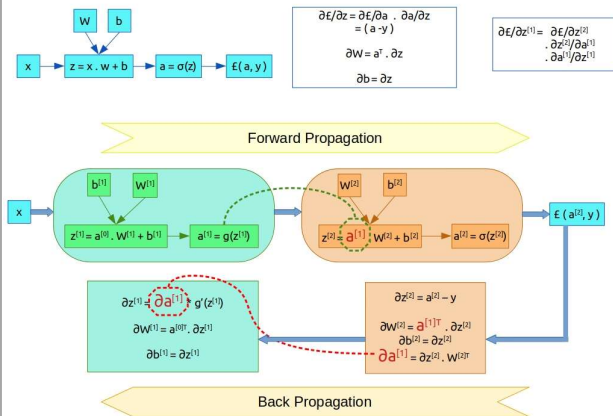 W
b
x
z = x . w + b
a = σ(z)
£( a, y )
∂£/∂z = ∂£/∂a . ∂a/∂z
= ( a -y )
∂W = aᵀ . ∂z
∂b = ∂z
∂£/∂z[1] = ∂£/∂z[2]
. ∂z[2]/∂a[1]
. ∂a[1]/∂z[1]
Forward Propagation
x
b[1]
W[1]
z[1] = a[0] . W[1] + b[1]
a[1] = g(z[1])
W[2]
b[2]
z[2] = a[1] W[2] + b[2]
a[2] = σ(z[2])
£ ( a[2], y )
∂z[1] = ∂a[1] * g'(z[1])
∂W[1] = a[0]T . ∂z[1]
∂b[1] = ∂z[1]
∂z[2] = a[2] – y
∂W[2] = a[1]T . ∂z[2]
∂b[2] = ∂z[2]
∂a[1] = ∂z[2] . W[2]T
Back Propagation